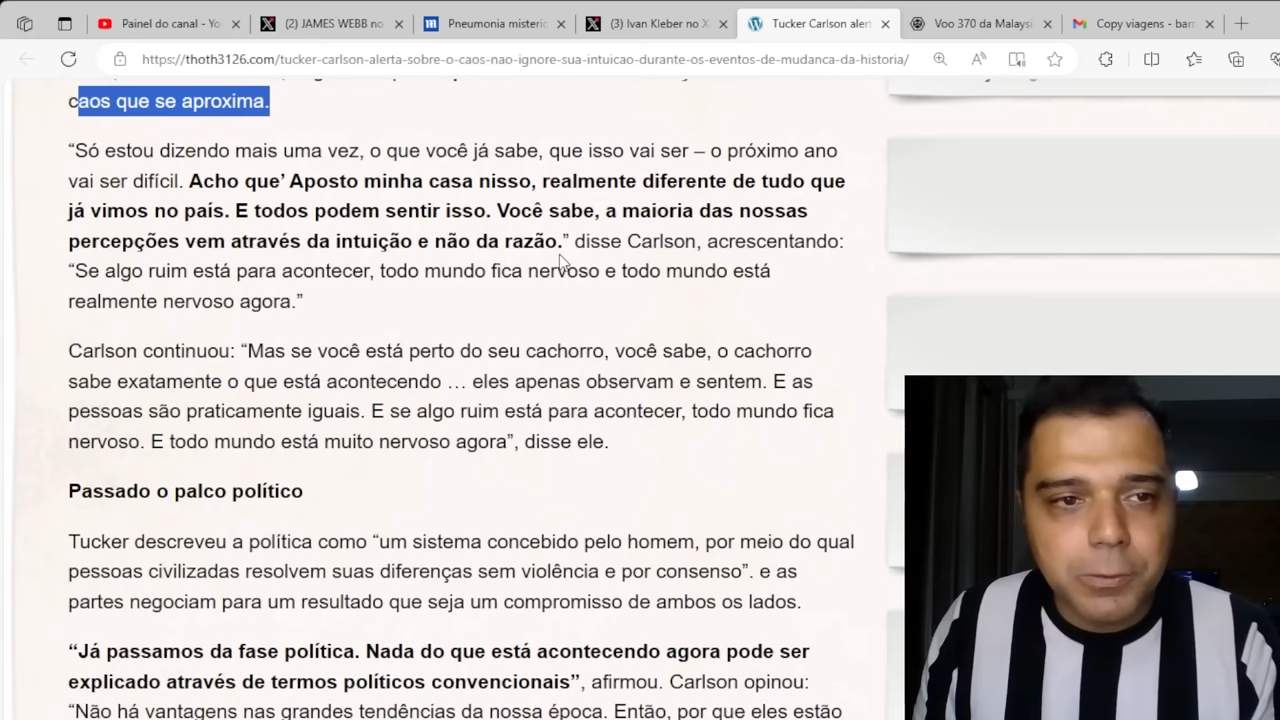 Painel do canal - Yo
(2) JAMES WEBB no
Pneumonia misterio
(3) Ivan Kleber no X
Tucker Carlson alert
Voo 370 da Malaysi
Copy viagens - barr
https://thoth3126.com/tucker-carlson-alerta-sobre-o-caos-nao-ignore-sua-intuicao-durante-os-eventos-de-mudanca-da-historia/
caos que se aproxima.
“Só estou dizendo mais uma vez, o que você já sabe, que isso vai ser – o próximo ano
vai ser difícil. Acho que’ Aposto minha casa nisso, realmente diferente de tudo que
já vimos no país. E todos podem sentir isso. Você sabe, a maioria das nossas
percepções vem através da intuição e não da razão.” disse Carlson, acrescentando:
“Se algo ruim está para acontecer, todo mundo fica nervoso e todo mundo está
realmente nervoso agora.”
Carlson continuou: “Mas se você está perto do seu cachorro, você sabe, o cachorro
sabe exatamente o que está acontecendo … eles apenas observam e sentem. E as
pessoas são praticamente iguais. E se algo ruim está para acontecer, todo mundo fica
nervoso. E todo mundo está muito nervoso agora”, disse ele.
Passado o palco político
Tucker descreveu a política como “um sistema concebido pelo homem, por meio do qual
pessoas civilizadas resolvem suas diferenças sem violência e por consenso”. e as
partes negociam para um resultado que seja um compromisso de ambos os lados.
“Já passamos da fase política. Nada do que está acontecendo agora pode ser
explicado através de termos políticos convencionais”, afirmou. Carlson opinou:
“Não há vantagens nas grandes tendências da nossa época. Então, por que eles estão